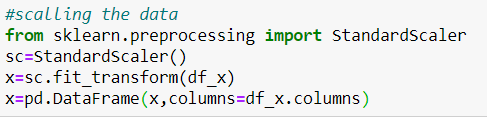 #scalling the data
from sklearn.preprocessing import StandardScaler
sc=StandardScaler()
x=sc.fit_transform(df_x)
x=pd.DataFrame(x,columns=df_x.columns)